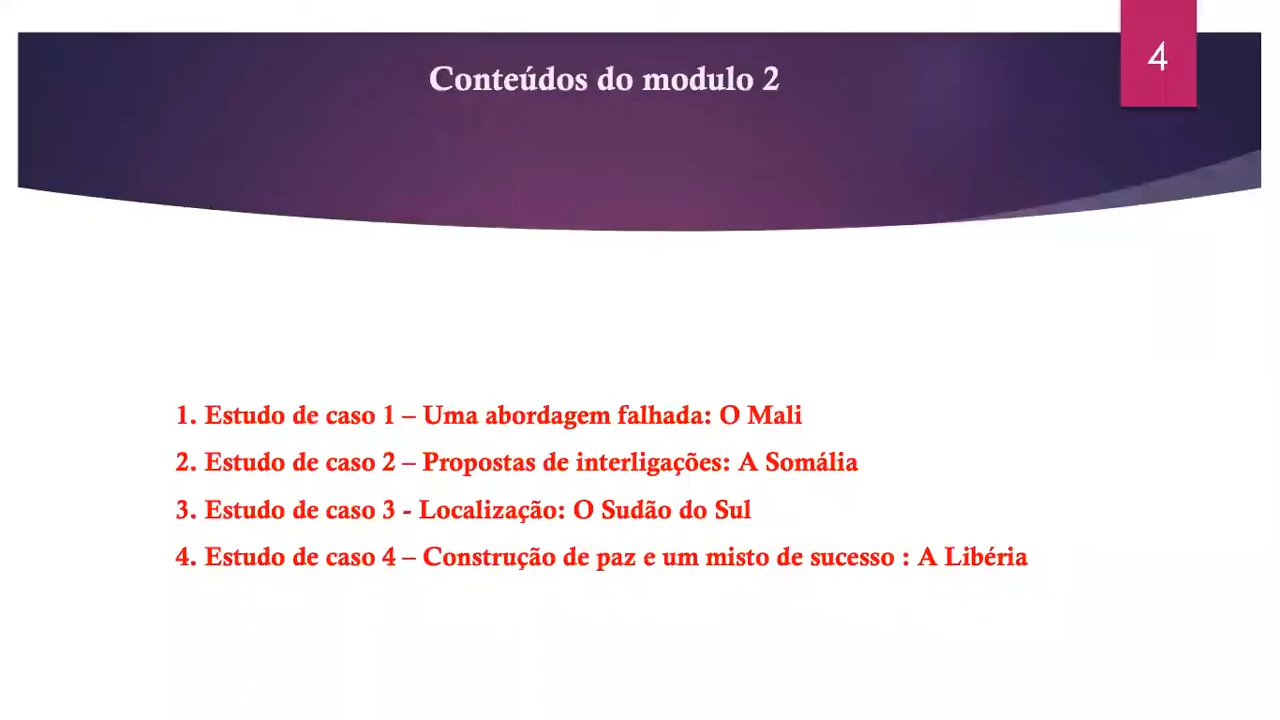 4
Conteúdos do modulo 2
1. Estudo de caso 1 – Uma abordagem falhada: O Mali
2. Estudo de caso 2 – Propostas de interligações: A Somália
3. Estudo de caso 3 - Localização: O Sudão do Sul
4. Estudo de caso 4 – Construção de paz e um misto de sucesso : A Libéria